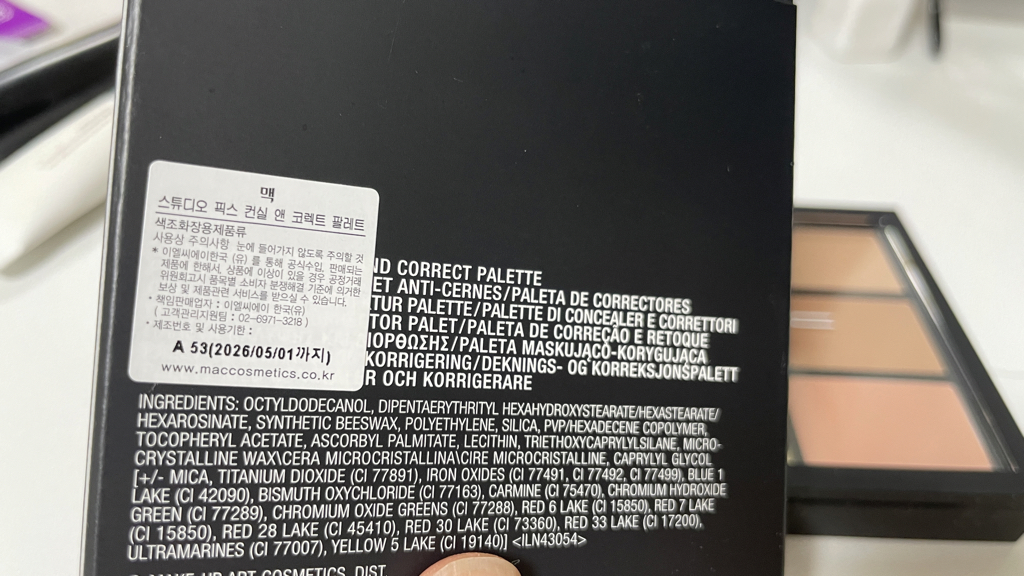 맥
스튜디오 픽스 컨실 앤 코렉트 팔레트
색조화장용제품류
사용상 주의사항 눈에 들어가지 않도록 주의할 것
* 이엘씨에이한국 (유) 를 통해 공식수입, 판매되는
제품에 한해서, 상품에 이상이 있을 경우 공정거래
위원회고시 품목별 소비자 분쟁해결 기준에 의거한
보상 및 제품관련 서비스를 받으실 수 있습니다.
* 책임판매업자 : 이엘씨에이 한국(유)
( 고객관리지원팀 : 02-6971-3218 )
* 제조번호 및 사용기한 :
A 53(2026/05/01까지)
www.maccosmetics.co.kr
ND CORRECT PALETTE
ET ANTI-CERNES/PALETA DE CORRECTORES
TUR PALETTE/PALETTE DI CONCEALER E CORRETTORI
TOR PALET/PALETA DE CORREÇÃO E RETOQUE
ΙΟΡΘΩΣΗΣ/PALETA MASKUJĄCO-KORYGUJĄCA
KORRIGERING/DEKNINGS- OG KORREKSJONSPALETT
R OCH KORRIGERARE
INGREDIENTS: OCTYLDODECANOL, DIPENTAERYTHRITYL HEXAHYDROXYSTEARATE/HEXASTEARATE/
HEXAROSINATE, SYNTHETIC BEESWAX, POLYETHYLENE, SILICA, PVP/HEXADECENE COPOLYMER,
TOCOPHERYL ACETATE, ASCORBYL PALMITATE, LECITHIN, TRIETHOXYCAPRYLYLSILANE, MICRO-
CRYSTALLINE WAX\CERA MICROCRISTALLINA\CIRE MICROCRISTALLINE, CAPRYLYL GLYCOL
[+/- MICA, TITANIUM DIOXIDE (CI 77891), IRON OXIDES (CI 77491, CI 77492, CI 77499), BLUE 1
LAKE (CI 42090), BISMUTH OXYCHLORIDE (CI 77163), CARMINE (CI 75470), CHROMIUM HYDROXIDE
GREEN (CI 77289), CHROMIUM OXIDE GREENS (CI 77288), RED 6 LAKE (CI 15850), RED 7 LAKE
(CI 15850), RED 28 LAKE (CI 45410), RED 30 LAKE (CI 73360), RED 33 LAKE (CI 17200),
ULTRAMARINES (CI 77007), YELLOW 5 LAKE (CI 19140)] <ILN43054>
MAKE-UP ART COSMETICS, DIST.